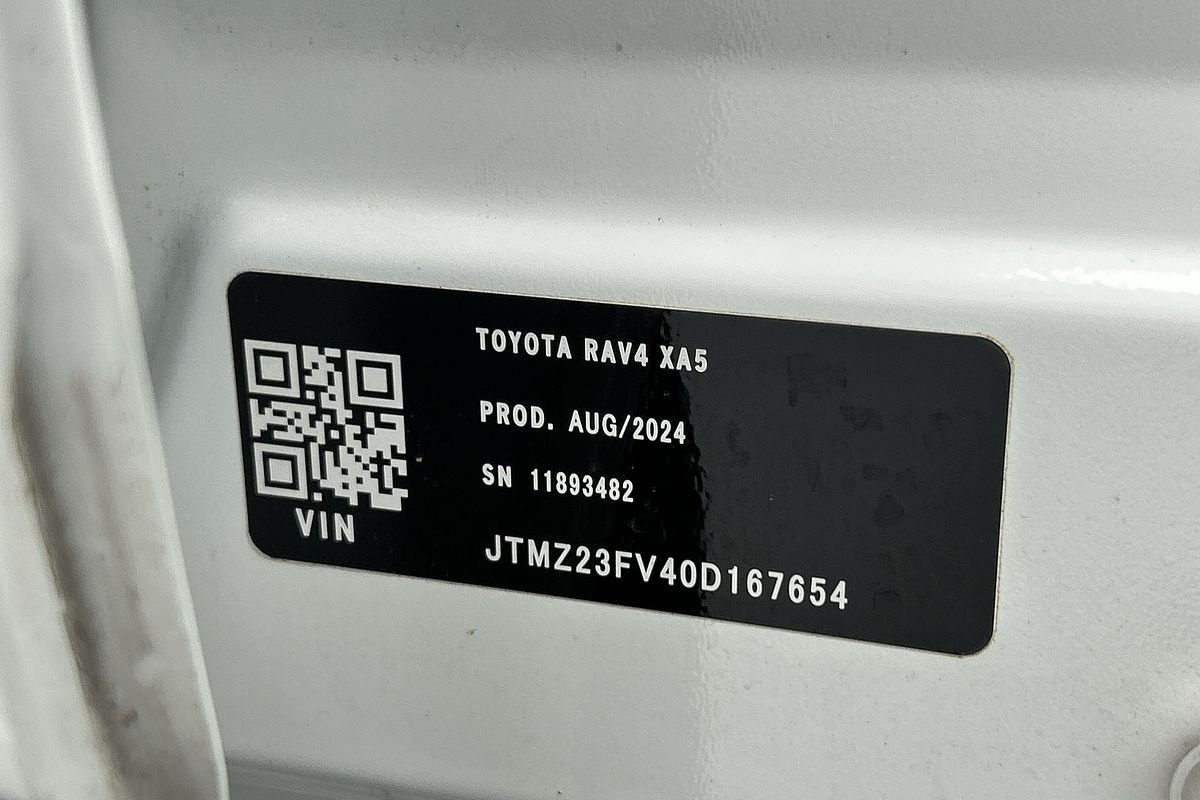 TOYOTA RAV4 XA5
PROD. AUG/2024
SN 11893482
VIN
JTMZ23FV40D167654